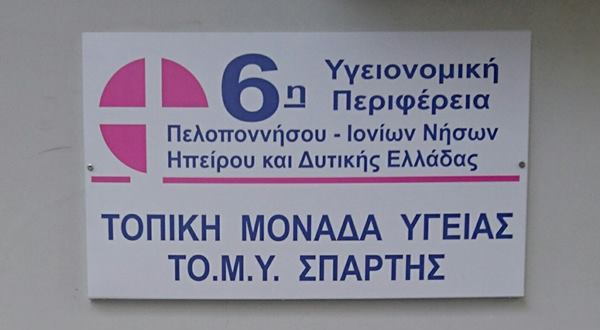 6η Υγειονομική
Περιφέρεια
Πελοποννήσου - Ιονίων Νήσων
Ηπείρου και Δυτικής Ελλάδας
ΤΟΠΙΚΗ ΜΟΝΑΔΑ ΥΓΕΙΑΣ
ΤΟ.Μ.Υ. ΣΠΑΡΤΗΣ